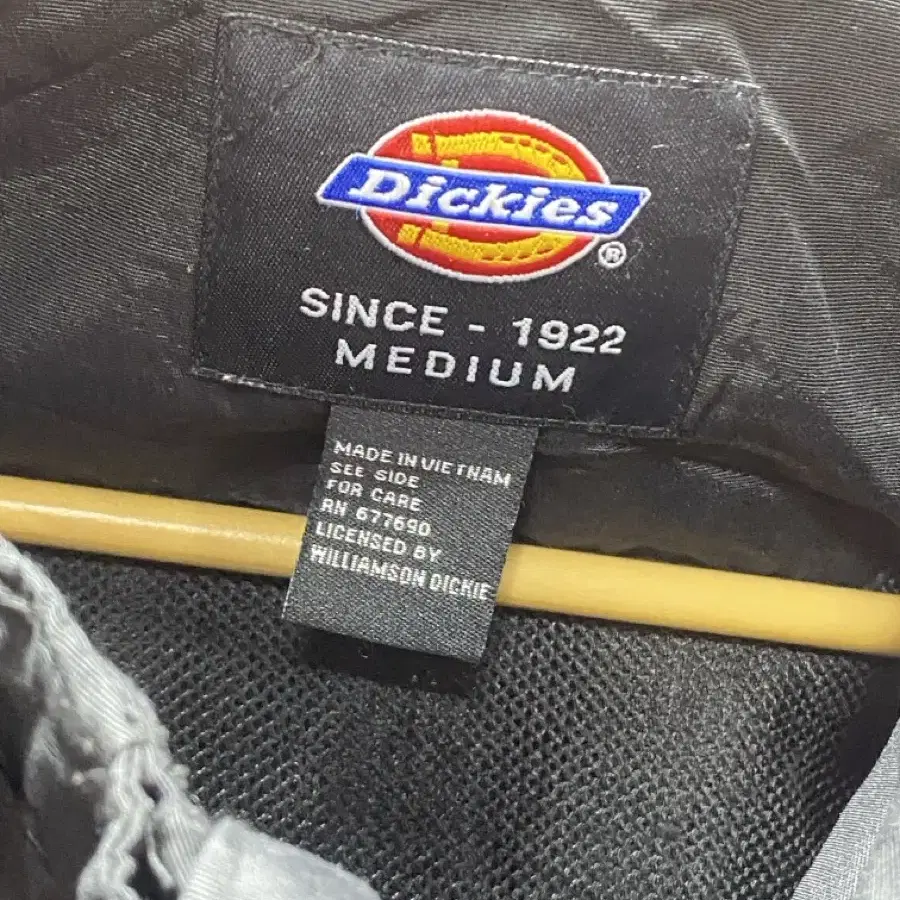 Dickies®
SINCE - 1922
MEDIUM
MADE IN VIETNAM
SEE SIDE
FOR CARE
RN 677690
LICENSED BY
WILLIAMSON DICKIE